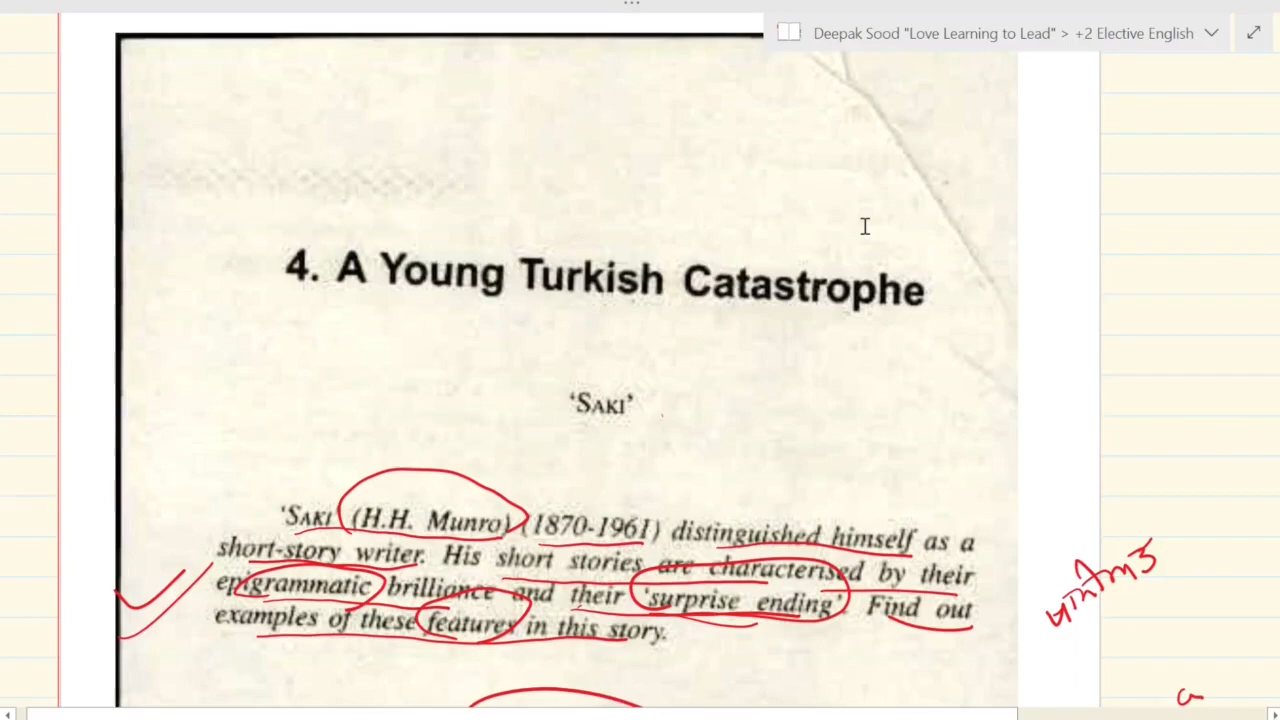 Deepak Sood "Love Learning to Lead" > +2 Elective English
4. A Young Turkish Catastrophe
'SAKI'
'SAKI (H.H. Munro) (1870-1961) distinguished himself as a
short-story writer. His short stories are characterised by their
epigrammatic brilliance and their 'surprise ending' Find out
examples of these features in this story.